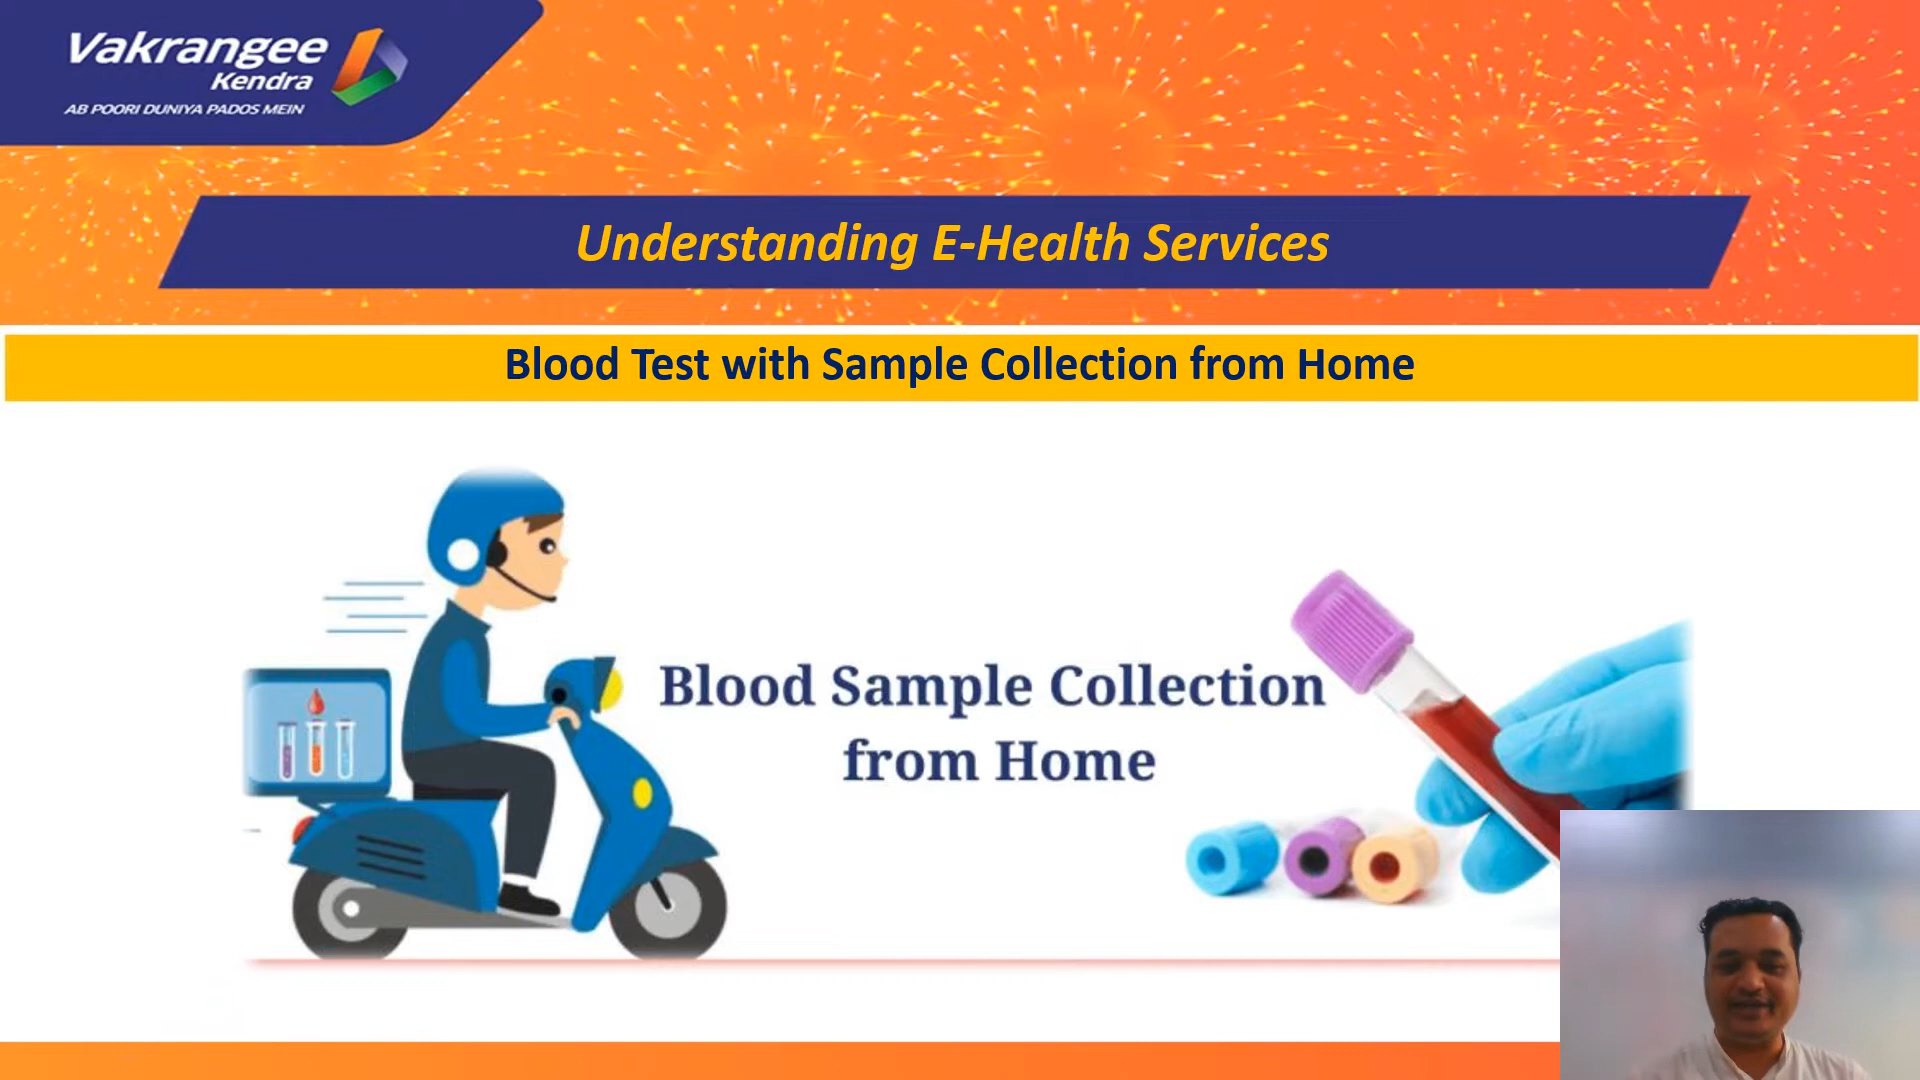 Vakrangee
Kendra
AB POORI DUNIYA PADOS MEIN
Understanding E-Health Services
Blood Test with Sample Collection from Home
Blood Sample Collection
from Home